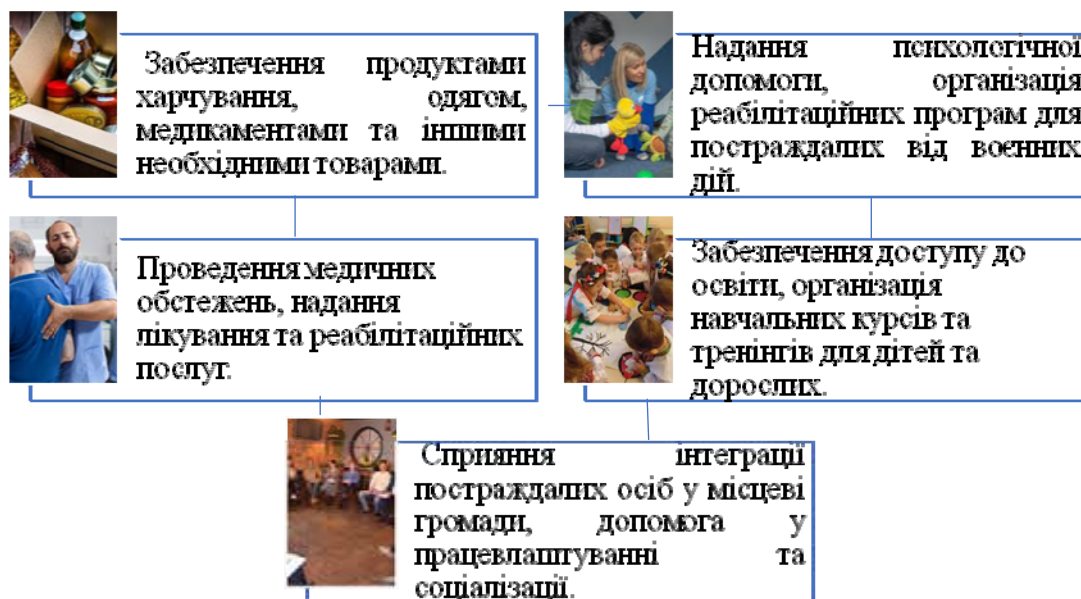 Забезпечення продуктами
харчування, одягом,
медикаментами та іншими
необхідними товарами.
Надання психологічної
допомоги, організація
реабілітаційних програм для
постраждалих від воєнних
дій.
Проведення медичних
обстежень, надання
лікування та реабілітаційних
послуг.
Забезпечення доступу до
освіти, організація
навчальних курсів та
тренінгів для дітей та
дорослих.
Сприяння інтеграції
постраждалих осіб у місцеві
громади, допомога у
працевлаштуванні та
соціалізації.